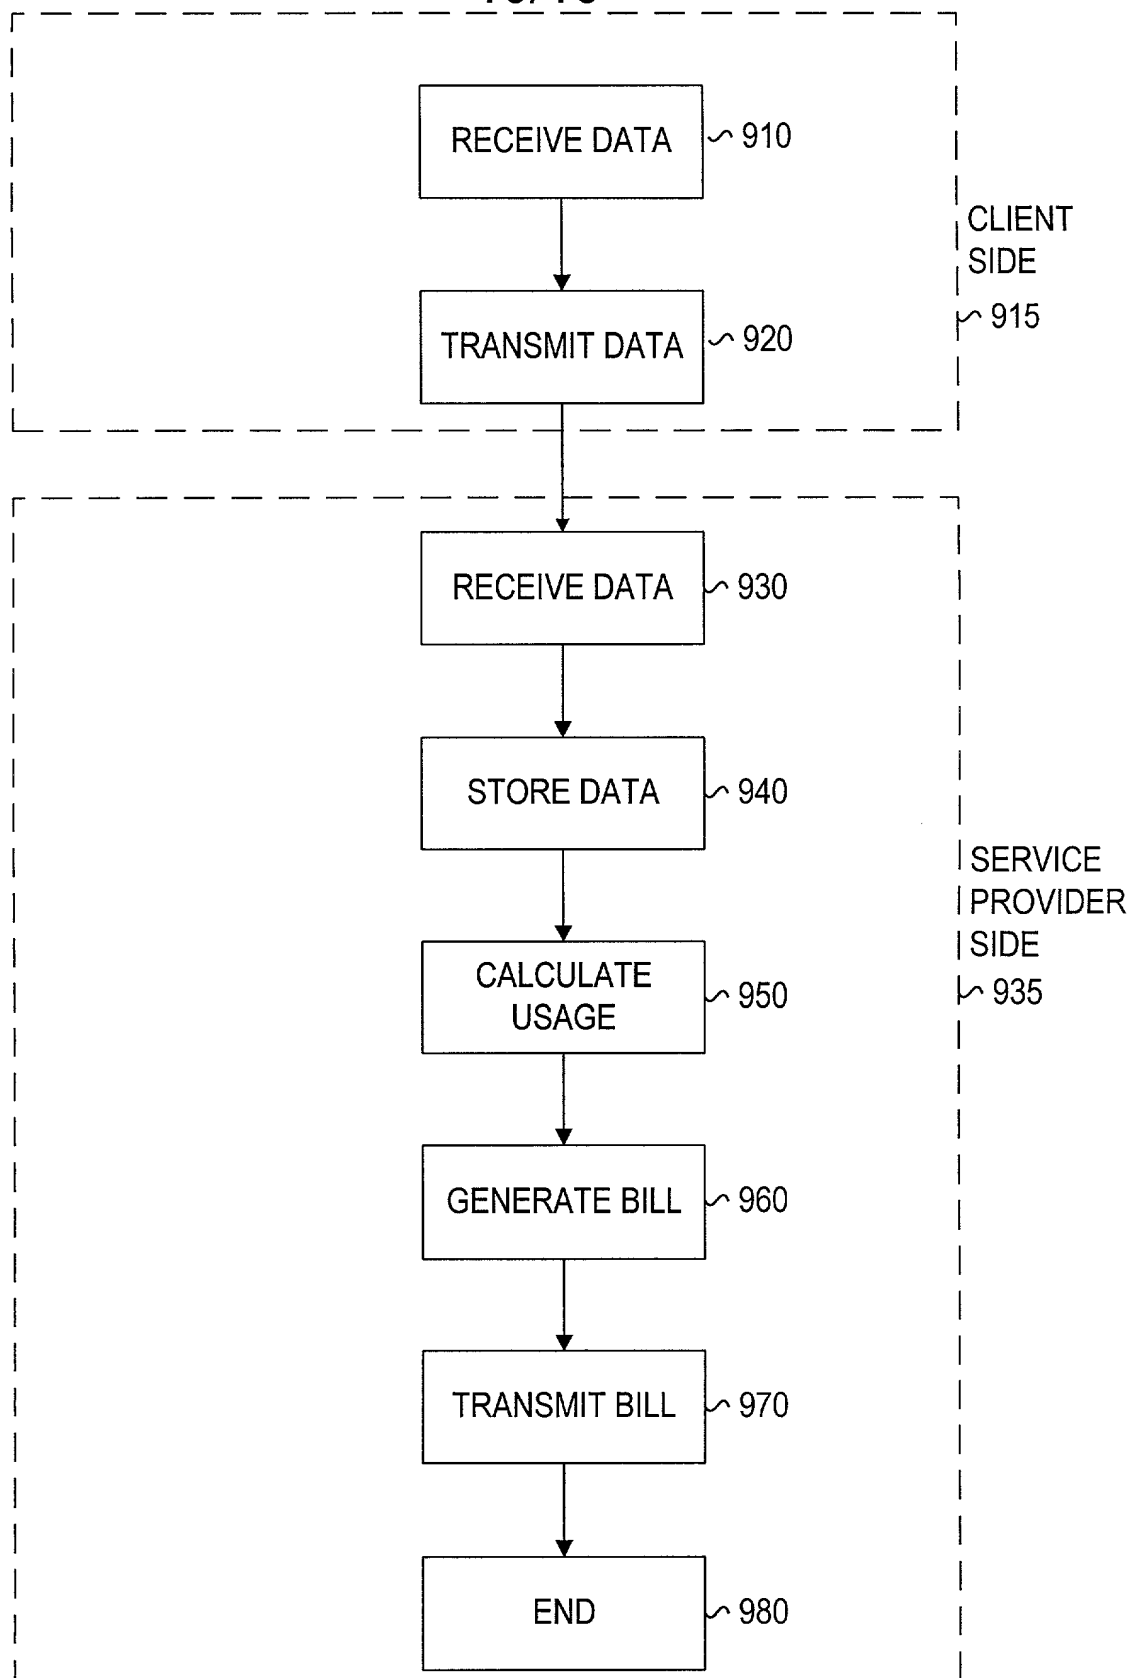 RECEIVE DATA
910
CLIENT
SIDE
915
TRANSMIT DATA
920
RECEIVE DATA
930
STORE DATA
940
SERVICE
PROVIDER
SIDE
935
CALCULATE
USAGE
950
GENERATE BILL
960
TRANSMIT BILL
970
END
980